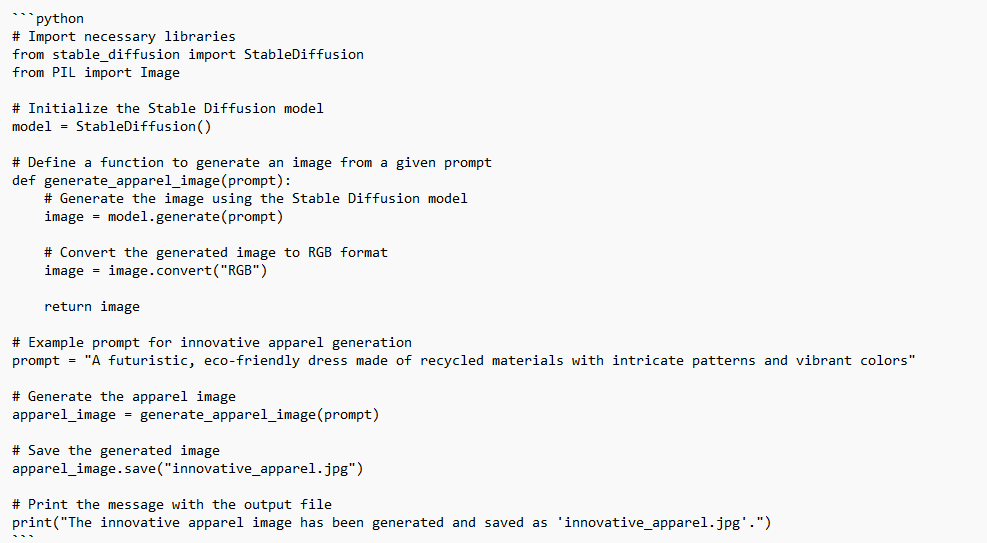 ```python
# Import necessary libraries
from stable_diffusion import StableDiffusion
from PIL import Image

# Initialize the Stable Diffusion model
model = StableDiffusion()

# Define a function to generate an image from a given prompt
def generate_apparel_image(prompt):
    # Generate the image using the Stable Diffusion model
    image = model.generate(prompt)

    # Convert the generated image to RGB format
    image = image.convert("RGB")

    return image

# Example prompt for innovative apparel generation
prompt = "A futuristic, eco-friendly dress made of recycled materials with intricate patterns and vibrant colors"

# Generate the apparel image
apparel_image = generate_apparel_image(prompt)

# Save the generated image
apparel_image.save("innovative_apparel.jpg")

# Print the message with the output file
print("The innovative apparel image has been generated and saved as 'innovative_apparel.jpg'.")
```